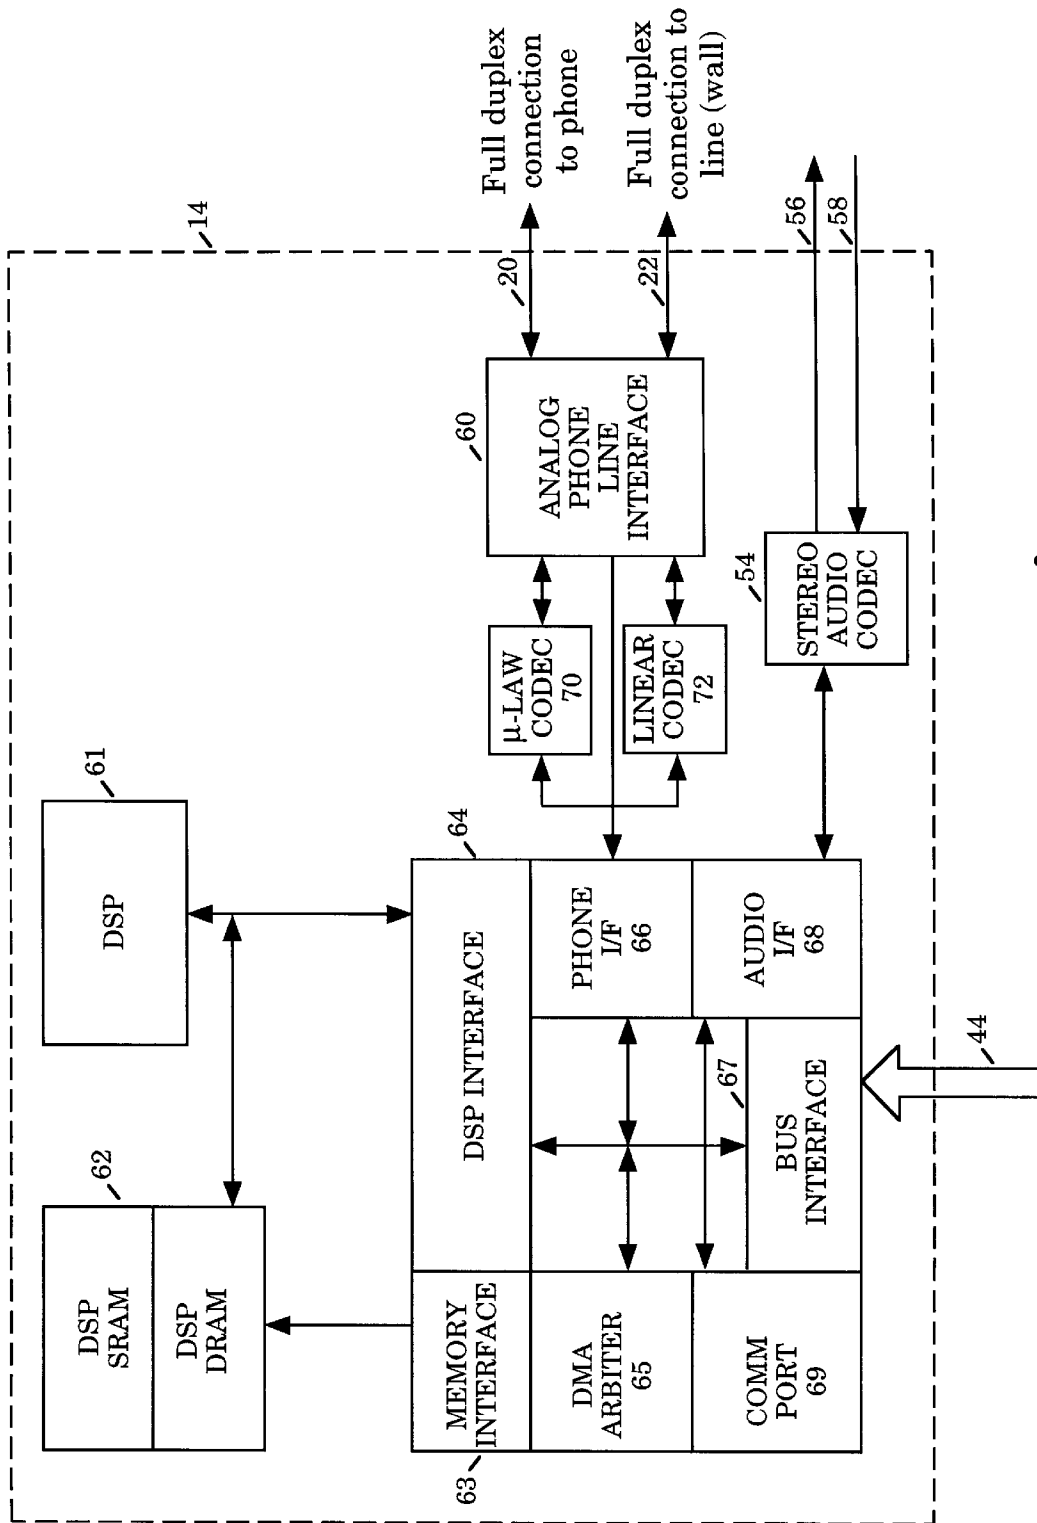 14
Full duplex
connection
to phone
20
Full duplex
connection to
line (wall)
22
56
58
60
ANALOG
PHONE
LINE
INTERFACE
54
STEREO
AUDIO
CODEC
µ-LAW
CODEC
70
LINEAR
CODEC
72
61
DSP
62
DSP
SRAM
DSP
DRAM
64
DSP INTERFACE
PHONE
I/F
66
AUDIO
I/F
68
63
MEMORY
INTERFACE
DMA
ARBITER
65
COMM
PORT
69
67
BUS
INTERFACE
44